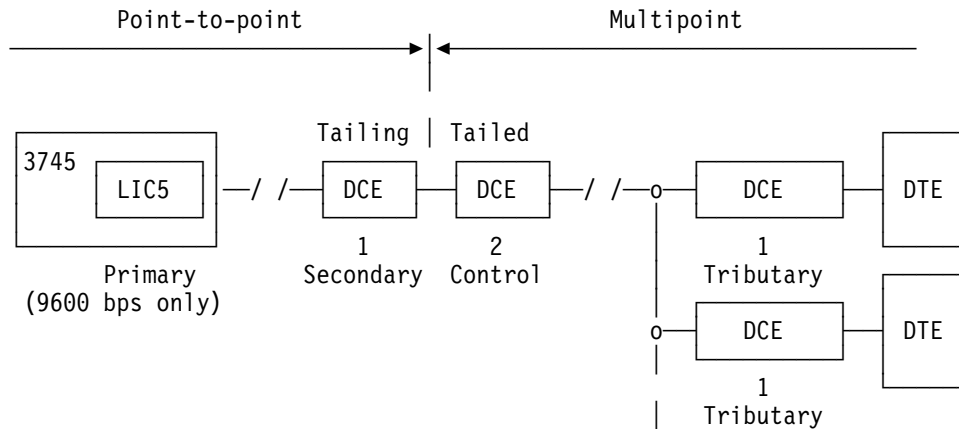 Point-to-point Multipoint
Tailing Tailed
3745
LIC5 DCE DCE DCE DTE
1 2 1
Primary Secondary Control Tributary
(9600 bps only)
DCE DTE
1
Tributary